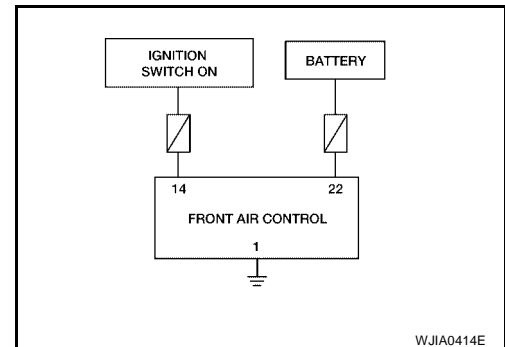 IGNITION
SWITCH ON
BATTERY
14
22
FRONT AIR CONTROL
1
WJIA0414E